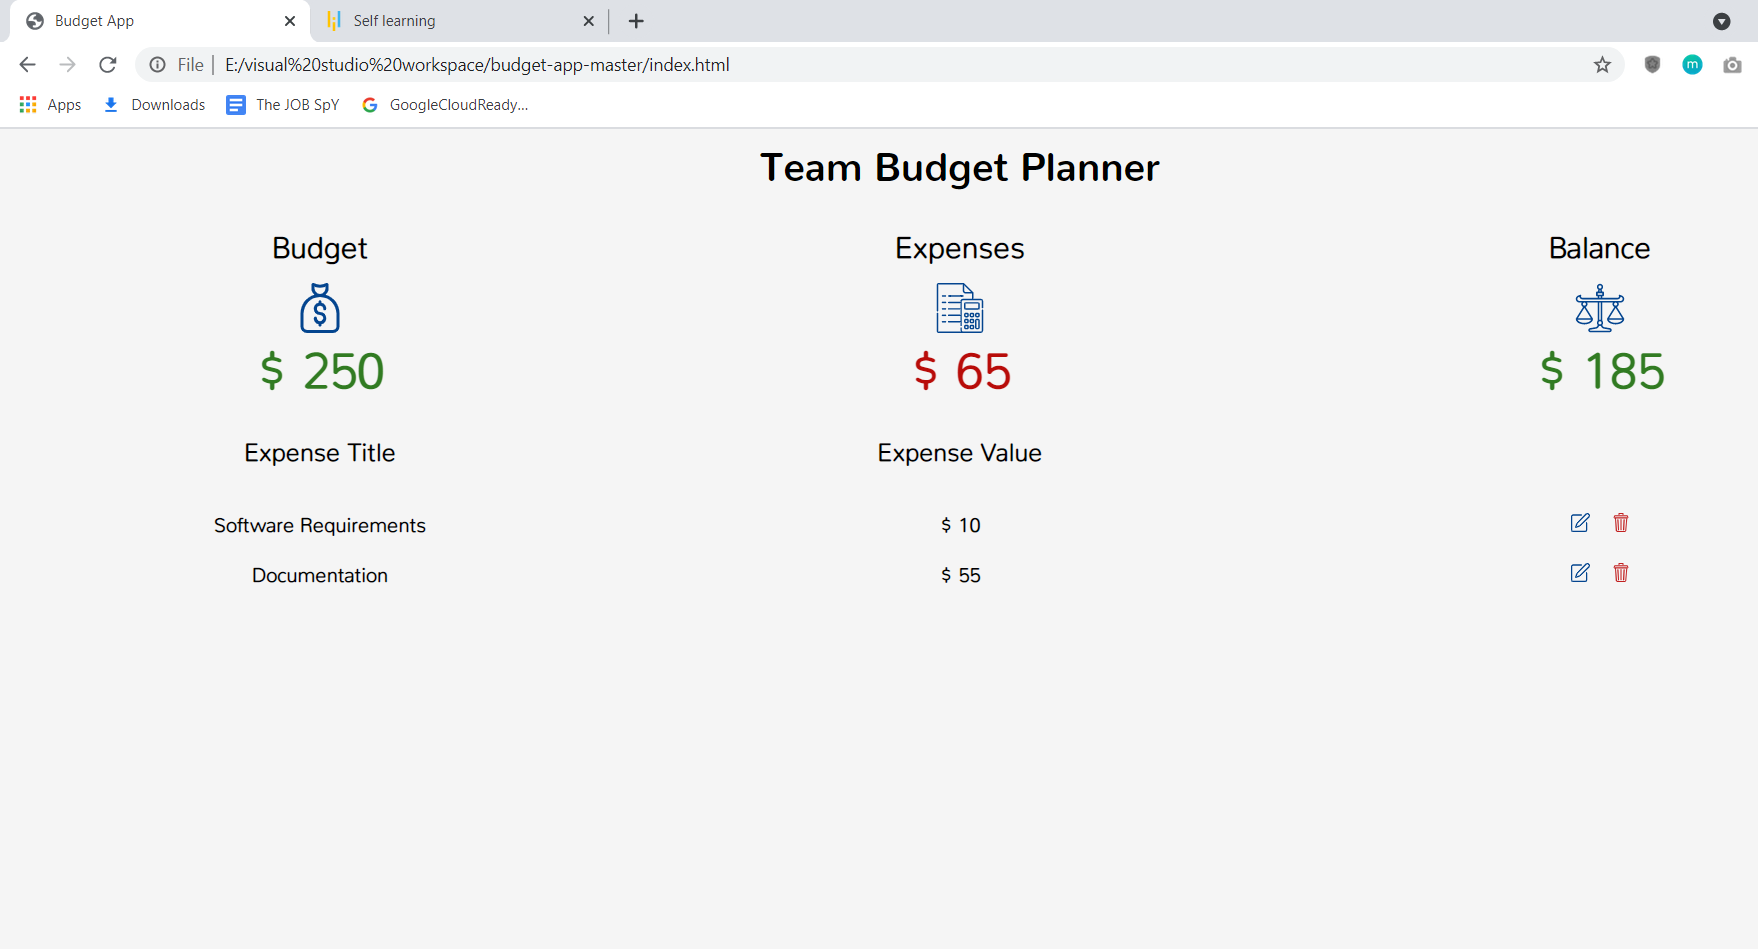 Budget App
Self learning
File | E:/visual%20studio%20workspace/budget-app-master/index.html
m
Apps
Downloads
The JOB SpY
GoogleCloudReady...
Team Budget Planner
Budget
Expenses
Balance
$ 250
$ 65
$ 185
Expense Title
Expense Value
Software Requirements
$ 10
Documentation
$ 55